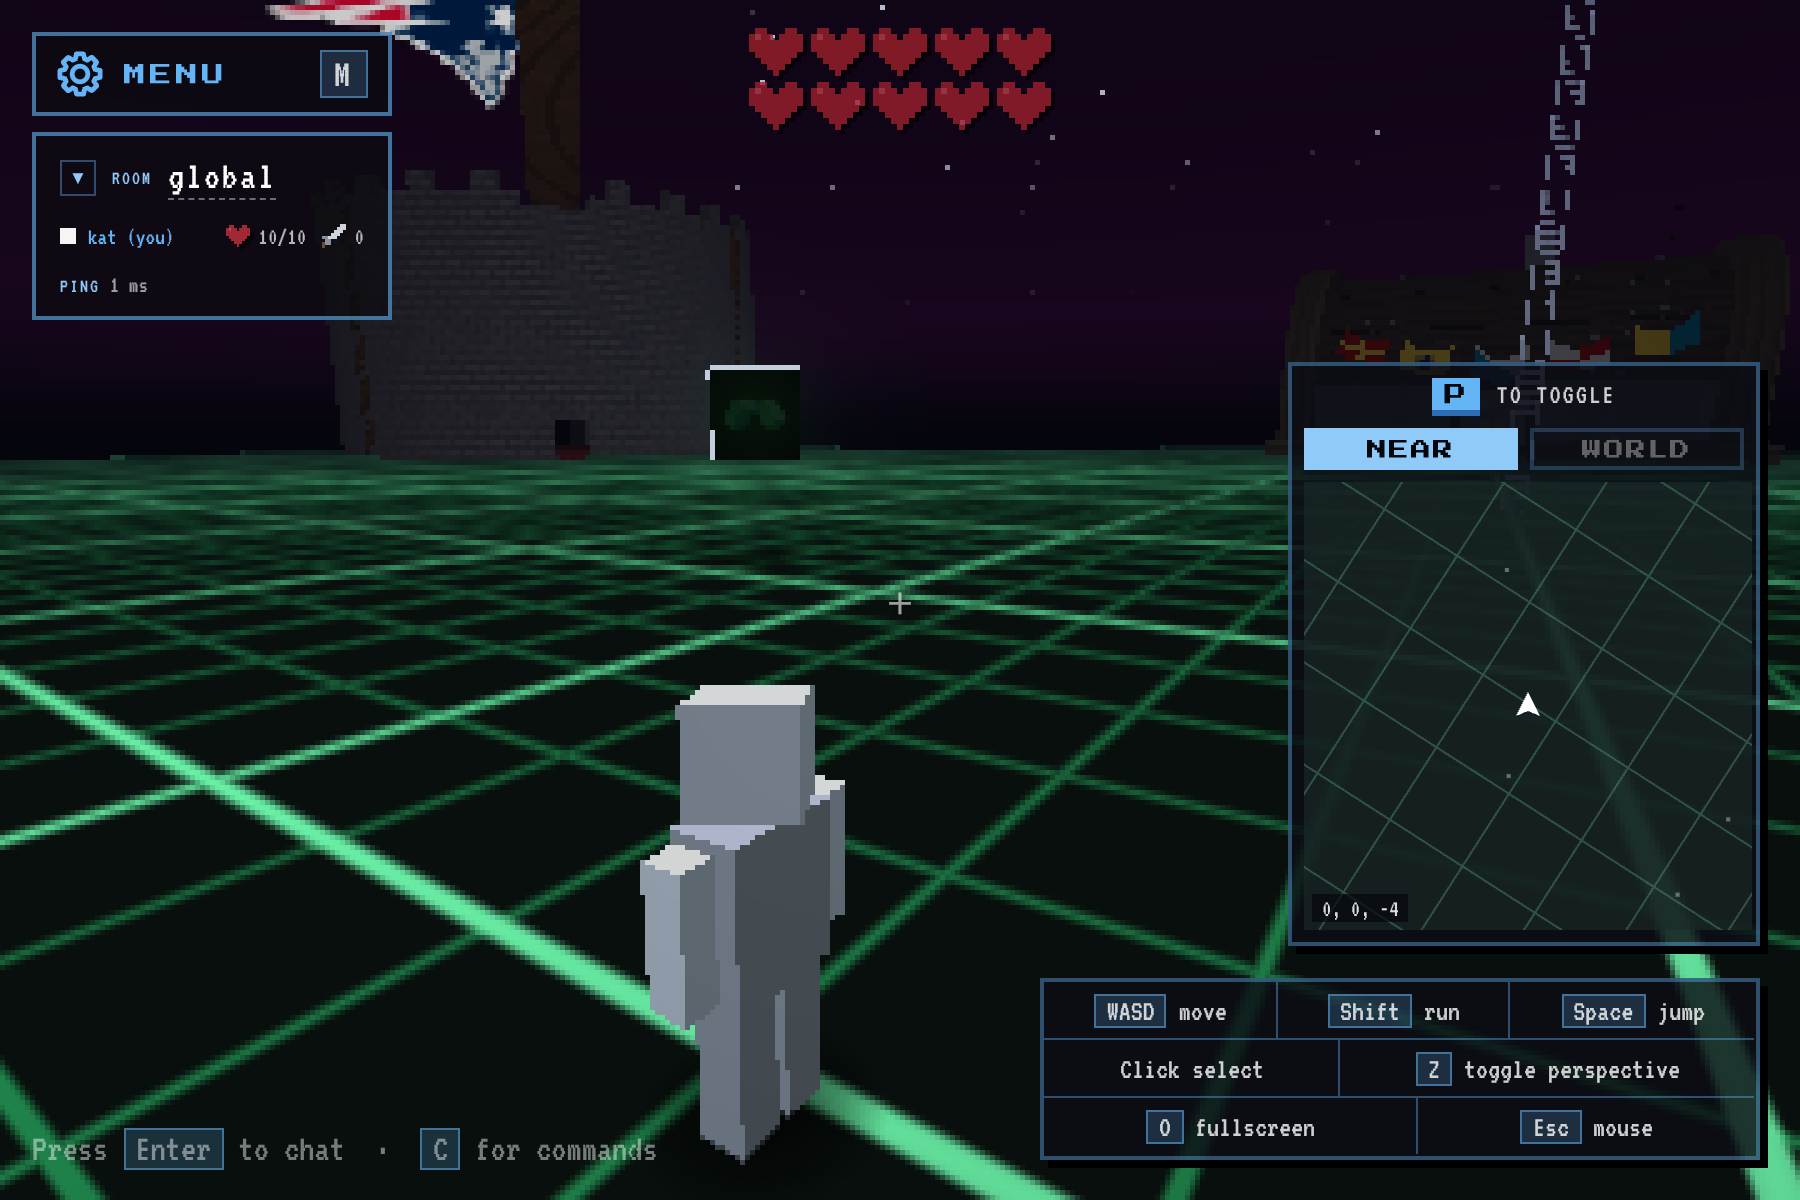 MENU M
▼ ROOM global
kat (you) 10/10 0
PING 1 ms
P TO TOGGLE
NEAR WORLD
0, 0, -4
WASD move Shift run Space jump
Click select Z toggle perspective
O fullscreen Esc mouse
Press Enter to chat · C for commands